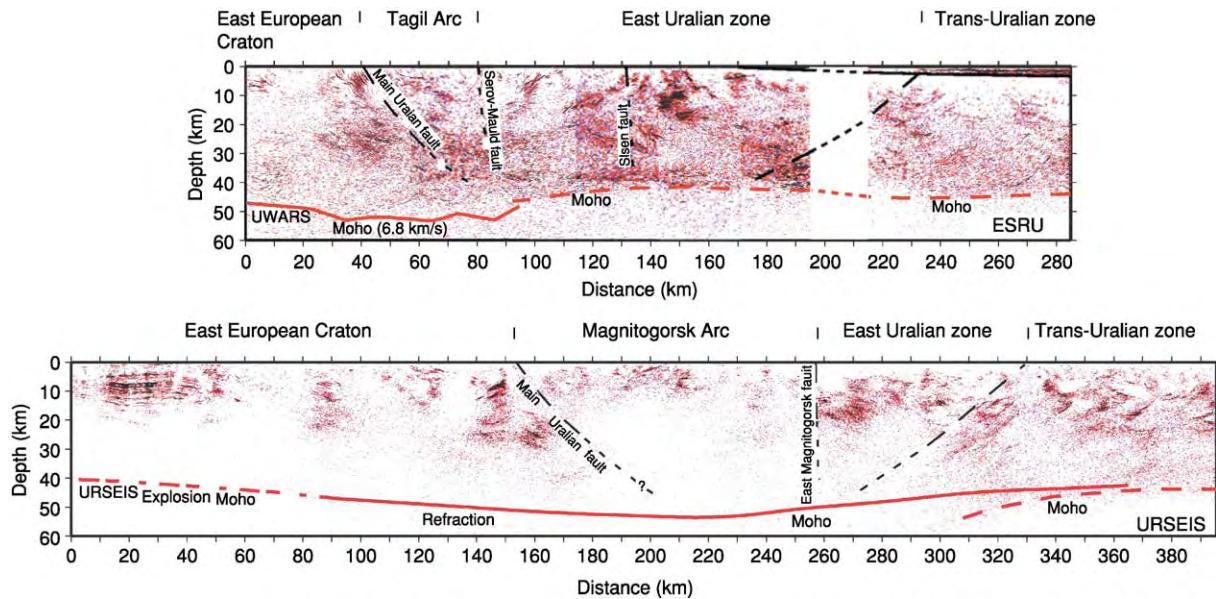 East European Craton
Tagil Arc
East Uralian zone
Trans-Uralian zone
Depth (km)
0
10
20
30
40
50
60
Main Uralian fault
Serov-Mauld fault
Sisen fault
UWARS
Moho (6.8 km/s)
Moho
Moho
ESRU
0 20 40 60 80 100 120 140 160 180 200 220 240 260 280
Distance (km)
East European Craton
Magnitogorsk Arc
East Uralian zone
Trans-Uralian zone
Depth (km)
0
10
20
30
40
50
60
Main Uralian fault
?
East Magnitogorsk fault
URSEIS Explosion Moho
Refraction
Moho
Moho
URSEIS
0 20 40 60 80 100 120 140 160 180 200 220 240 260 280 300 320 340 360 380
Distance (km)